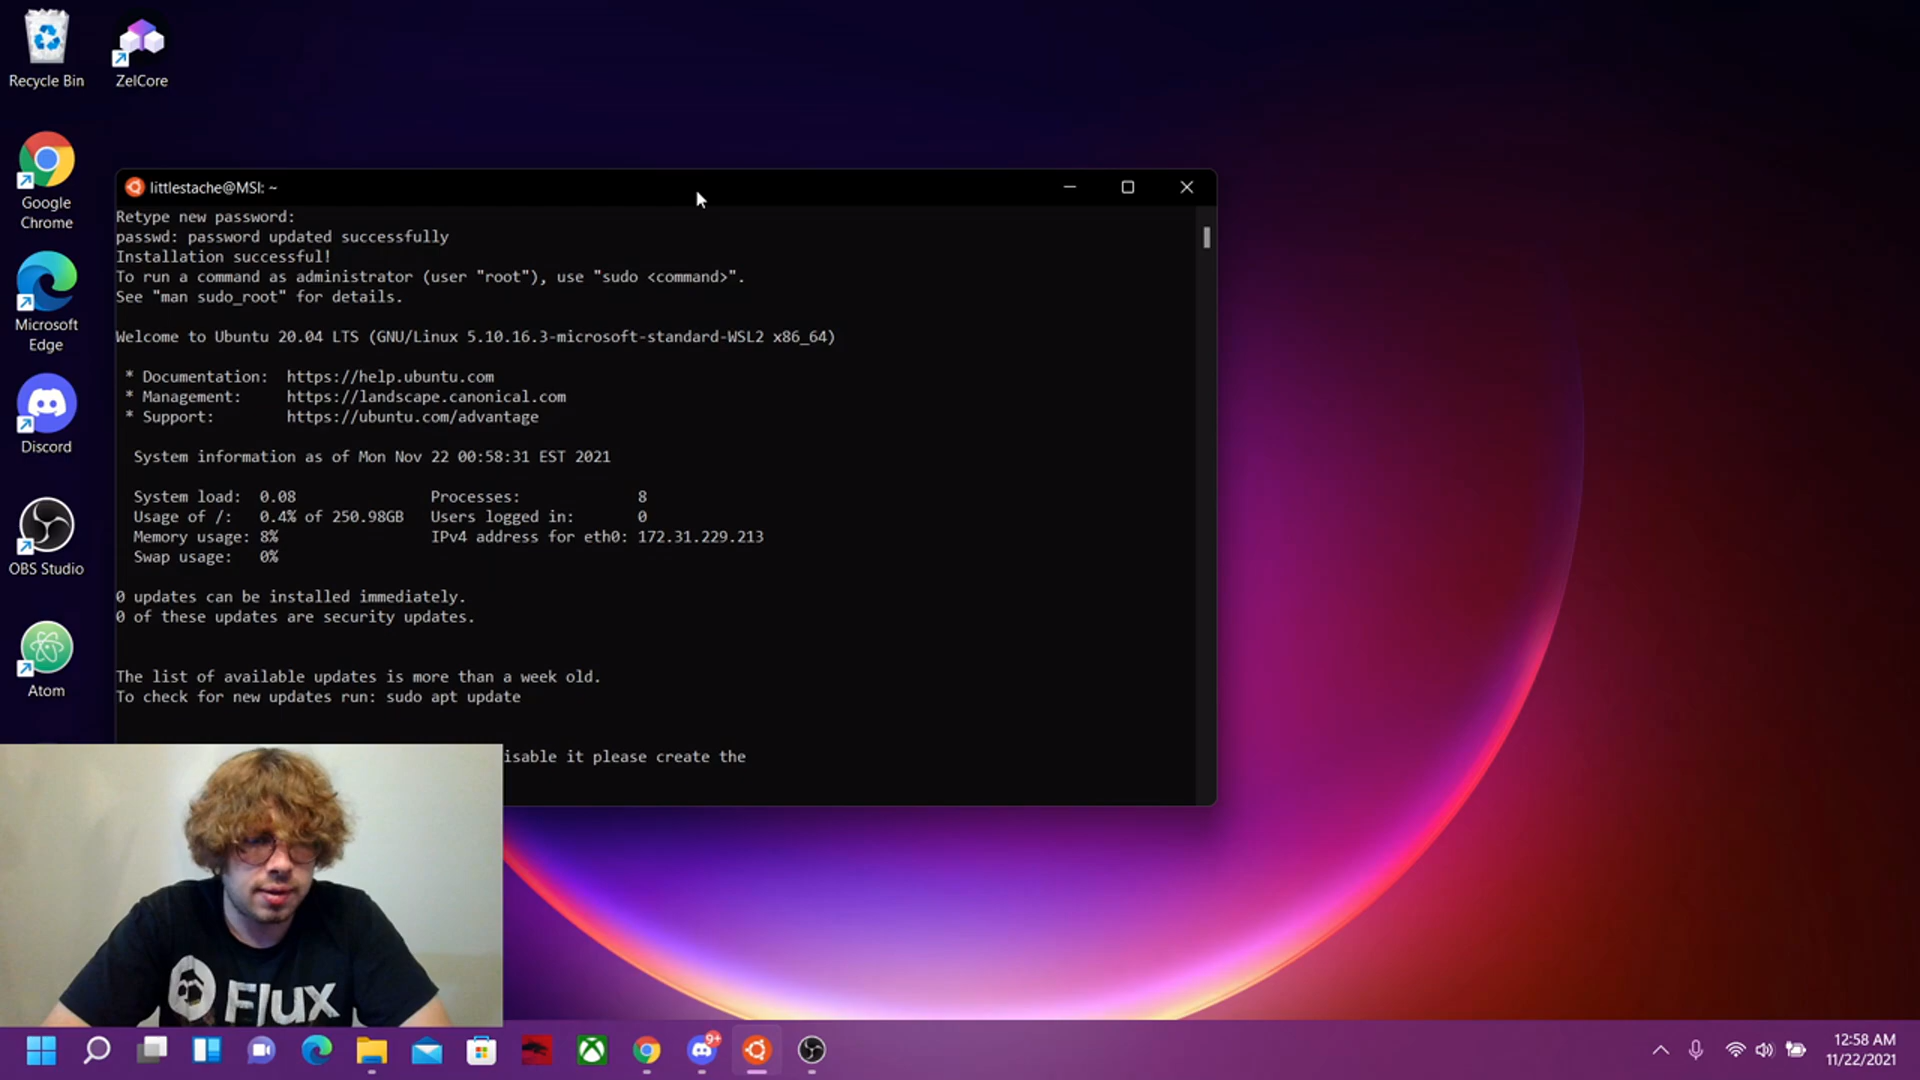 Recycle Bin
ZelCore
Google
Chrome
Microsoft
Edge
Discord
OBS Studio
Atom
littlestache@MSI: ~
Retype new password:
passwd: password updated successfully
Installation successful!
To run a command as administrator (user "root"), use "sudo <command>".
See "man sudo_root" for details.
Welcome to Ubuntu 20.04 LTS (GNU/Linux 5.10.16.3-microsoft-standard-WSL2 x86_64)
* Documentation: https://help.ubuntu.com
* Management: https://landscape.canonical.com
* Support: https://ubuntu.com/advantage
System information as of Mon Nov 22 00:58:31 EST 2021
System load: 0.08 Processes: 8
Usage of /: 0.4% of 250.98GB Users logged in: 0
Memory usage: 8% IPv4 address for eth0: 172.31.229.213
Swap usage: 0%
0 updates can be installed immediately.
0 of these updates are security updates.
The list of available updates is more than a week old.
To check for new updates run: sudo apt update
isable it please create the
Flux
9+
12:58 AM
11/22/2021